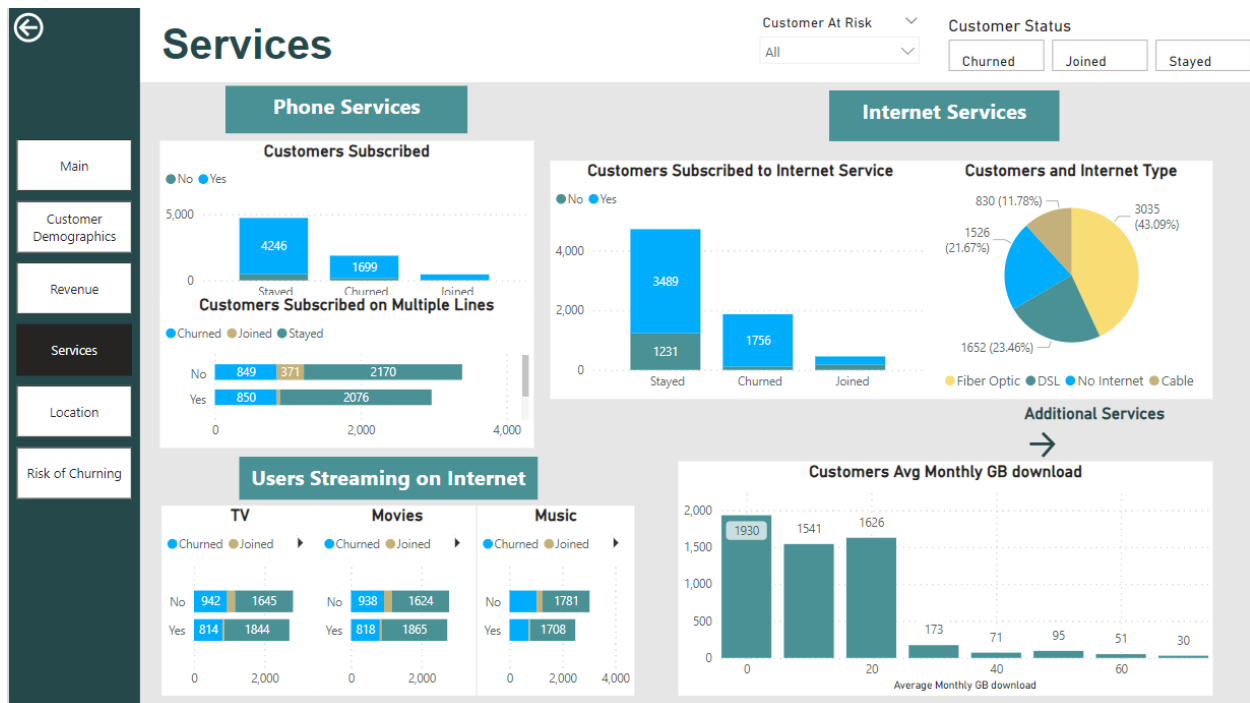 Services
Customer At Risk
All
Customer Status
Churned
Joined
Stayed
Main
Customer
Demographics
Revenue
Services
Location
Risk of Churning
Phone Services
Customers Subscribed
No Yes
5,000
0
4246
1699
Stayed Churned Joined
Customers Subscribed on Multiple Lines
Churned Joined Stayed
No 849 371 2170
Yes 850 2076
0 2,000 4,000
Users Streaming on Internet
TV
Churned Joined
No 942 1645
Yes 814 1844
0 2,000
Movies
Churned Joined
No 938 1624
Yes 818 1865
0 2,000
Music
Churned Joined
No 1781
Yes 1708
0 2,000 4,000
Internet Services
Customers Subscribed to Internet Service
No Yes
4,000
2,000
0
3489
1231
1756
Stayed Churned Joined
Customers and Internet Type
830 (11.78%)
3035
(43.09%)
1526
(21.67%)
1652 (23.46%)
Fiber Optic DSL No Internet Cable
Additional Services
Customers Avg Monthly GB download
2,000
1,500
1,000
500
0
1930 1541 1626 173 71 95 51 30
0 20 40 60
Average Monthly GB download